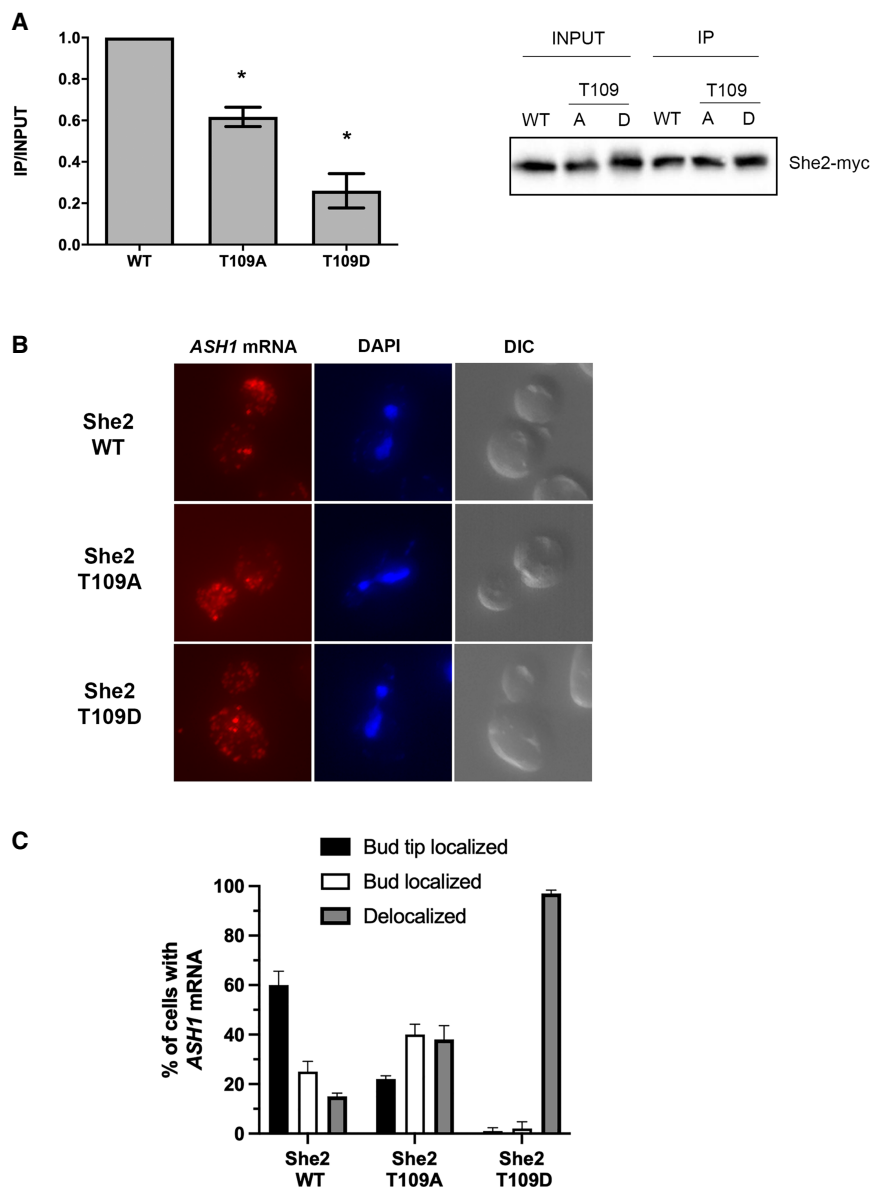 A
IP/INPUT
1.0
0.8
0.6
0.4
0.2
0.0
*
*
WT T109A T109D
INPUT IP
T109 T109
WT A D WT A D
She2-myc
B
ASH1 mRNA DAPI DIC
She2
WT
She2
T109A
She2
T109D
C
Bud tip localized
Bud localized
Delocalized
% of cells with
ASH1 mRNA
100
80
60
40
20
0
She2 She2 She2
WT T109A T109D